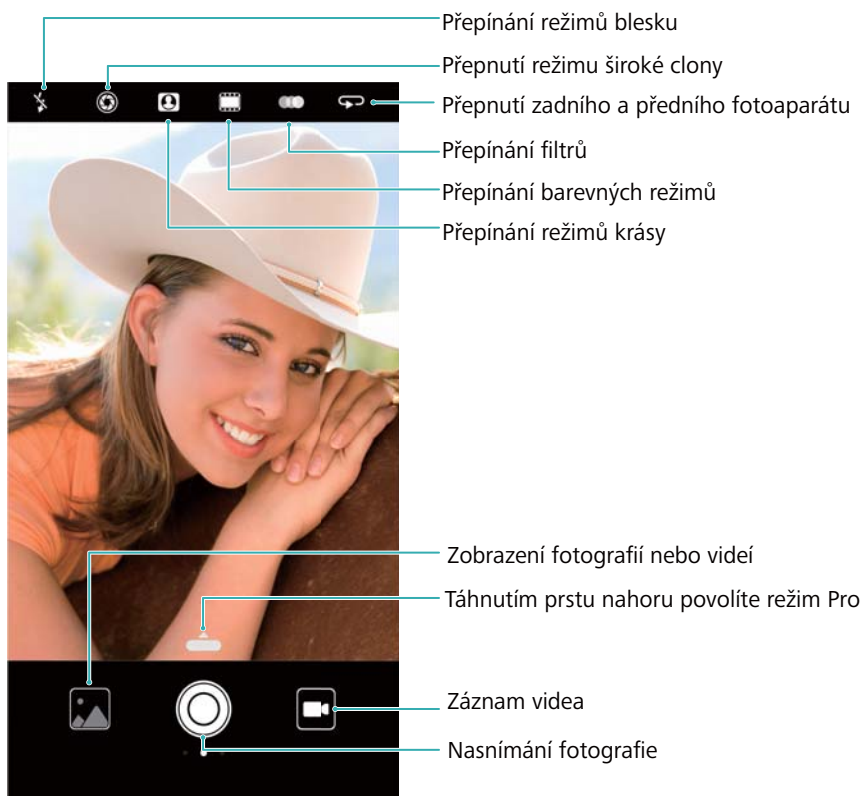 Přepínání režimů blesku
Přepnutí režimu široké clony
Přepnutí zadního a předního fotoaparátu
Přepínání filtrů
Přepínání barevných režimů
Přepínání režimů krásy
Zobrazení fotografií nebo videí
Táhnutím prstu nahoru povolíte režim Pro
Záznam videa
Nasnímání fotografie